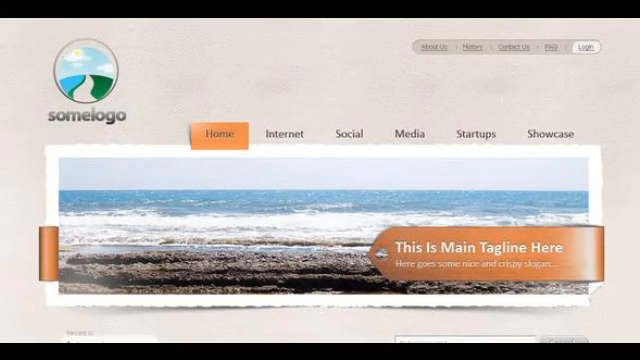 About Us | History | Contact Us | FAQ | Login
somelogo
Home Internet Social Media Startups Showcase
This Is Main Tagline Here
Here goes some nice and crispy slogan...